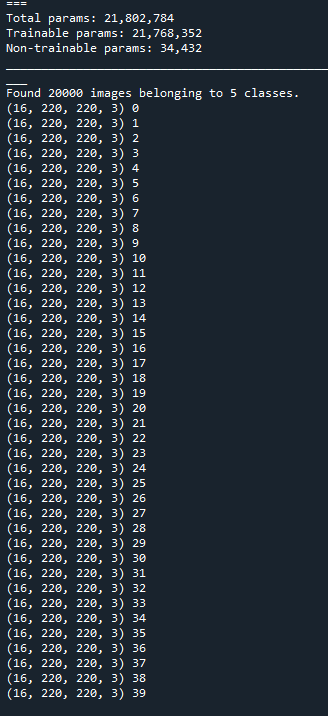 ===
Total params: 21,802,784
Trainable params: 21,768,352
Non-trainable params: 34,432
_________________________________________________________________
___
Found 20000 images belonging to 5 classes.
(16, 220, 220, 3) 0
(16, 220, 220, 3) 1
(16, 220, 220, 3) 2
(16, 220, 220, 3) 3
(16, 220, 220, 3) 4
(16, 220, 220, 3) 5
(16, 220, 220, 3) 6
(16, 220, 220, 3) 7
(16, 220, 220, 3) 8
(16, 220, 220, 3) 9
(16, 220, 220, 3) 10
(16, 220, 220, 3) 11
(16, 220, 220, 3) 12
(16, 220, 220, 3) 13
(16, 220, 220, 3) 14
(16, 220, 220, 3) 15
(16, 220, 220, 3) 16
(16, 220, 220, 3) 17
(16, 220, 220, 3) 18
(16, 220, 220, 3) 19
(16, 220, 220, 3) 20
(16, 220, 220, 3) 21
(16, 220, 220, 3) 22
(16, 220, 220, 3) 23
(16, 220, 220, 3) 24
(16, 220, 220, 3) 25
(16, 220, 220, 3) 26
(16, 220, 220, 3) 27
(16, 220, 220, 3) 28
(16, 220, 220, 3) 29
(16, 220, 220, 3) 30
(16, 220, 220, 3) 31
(16, 220, 220, 3) 32
(16, 220, 220, 3) 33
(16, 220, 220, 3) 34
(16, 220, 220, 3) 35
(16, 220, 220, 3) 36
(16, 220, 220, 3) 37
(16, 220, 220, 3) 38
(16, 220, 220, 3) 39